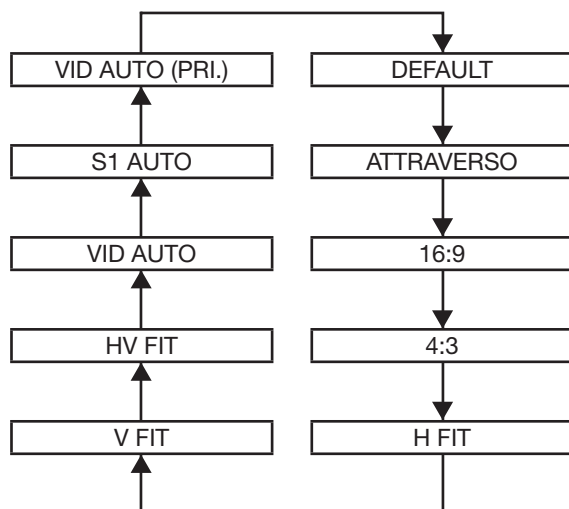 VID AUTO (PRI.)
DEFAULT
S1 AUTO
ATTRAVERSO
VID AUTO
16:9
HV FIT
4:3
V FIT
H FIT